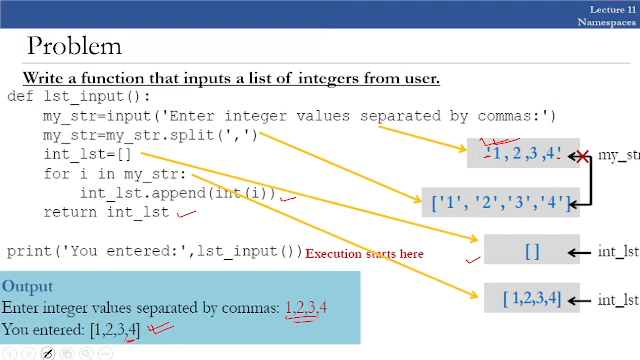 Lecture 11
Namespaces
Problem
Write a function that inputs a list of integers from user.
def lst_input():
my_str=input('Enter integer values separated by commas:')
my_str=my_str.split(',')
int_lst=[]
for i in my_str:
int_lst.append(int(i))
return int_lst
print('You entered:',lst_input())
Execution starts here
'1,2,3,4'
my_str
['1', '2', '3', '4']
[]
int_lst
[1,2,3,4]
int_lst
Output
Enter integer values separated by commas: 1,2,3,4
You entered: [1,2,3,4]